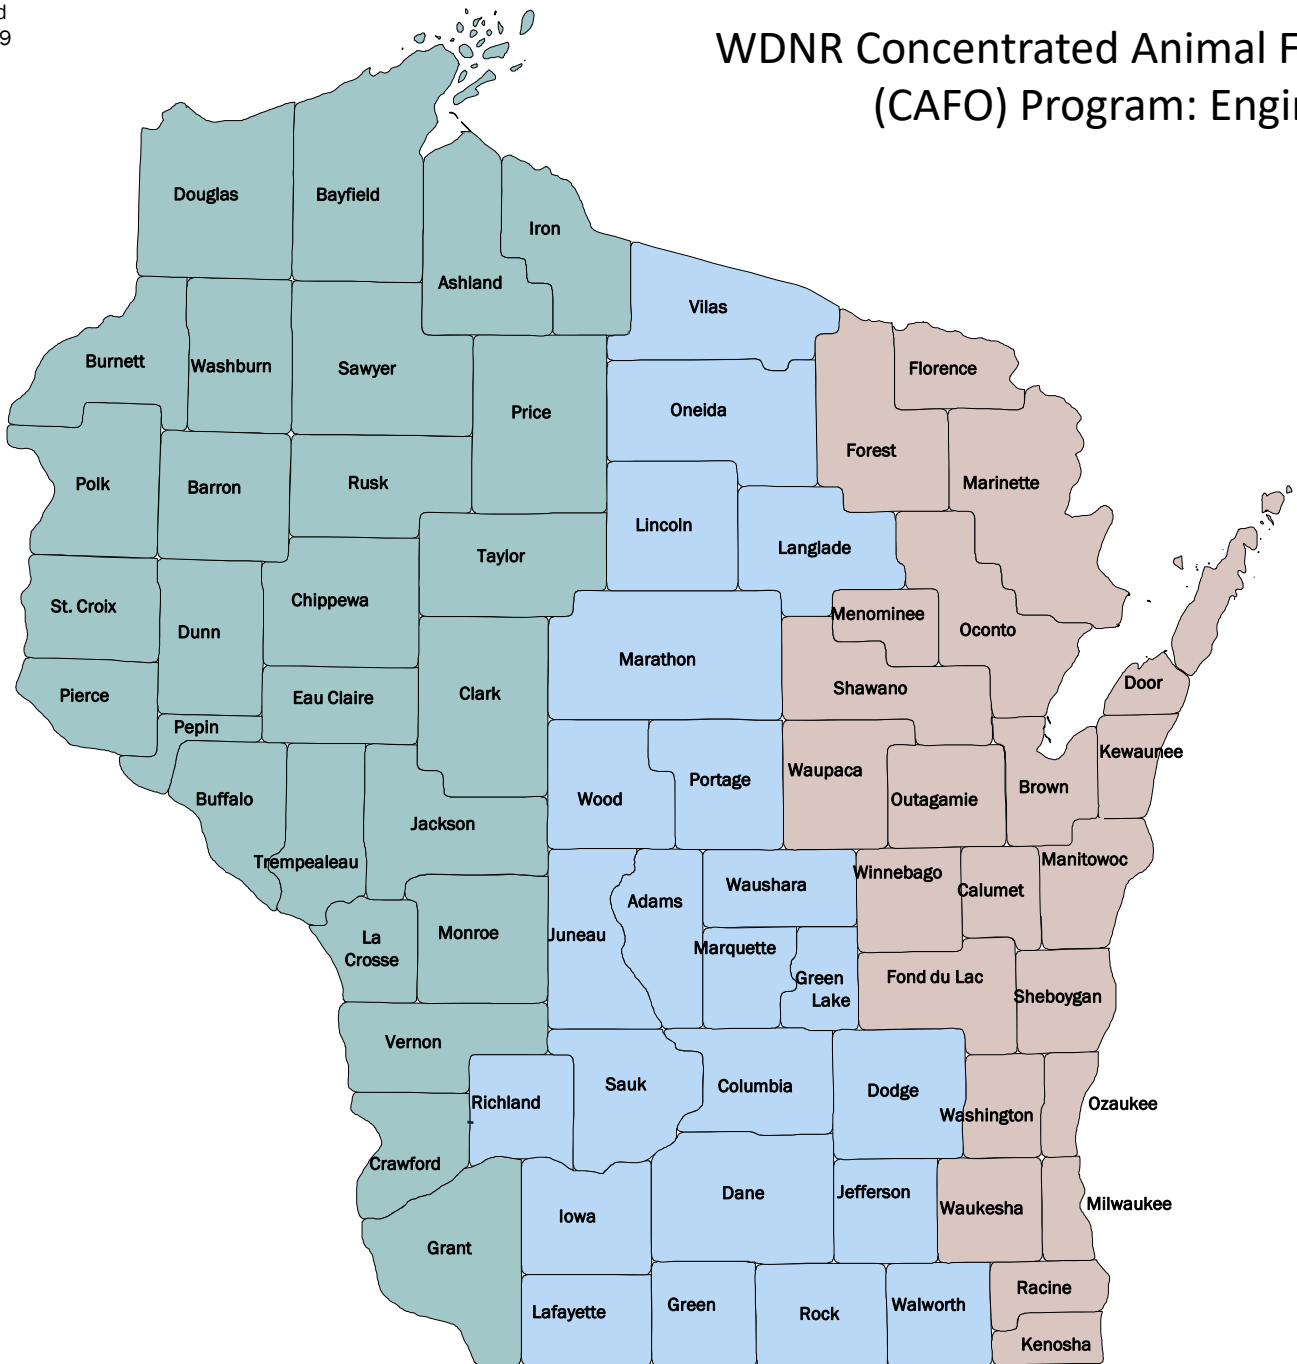 d
9
WDNR Concentrated Animal F
(CAFO) Program: Engi
Douglas
Bayfield
Iron
Ashland
Vilas
Burnett
Washburn
Sawyer
Florence
Price
Oneida
Forest
Polk
Barron
Rusk
Marinette
Lincoln
Langlade
Taylor
St. Croix
Chippewa
Menominee
Dunn
Oconto
Marathon
Door
Pierce
Eau Claire
Clark
Shawano
Pepin
Kewaunee
Buffalo
Wood
Portage
Waupaca
Outagamie
Brown
Jackson
Trempealeau
Manitowoc
Winnebago
Waushara
Calumet
Adams
La
Crosse
Monroe
Juneau
Marquette
Green
Lake
Fond du Lac
Sheboygan
Vernon
Sauk
Columbia
Dodge
Richland
Washington
Ozaukee
Crawford
Dane
Jefferson
Waukesha
Milwaukee
Iowa
Grant
Racine
Lafayette
Green
Rock
Walworth
Kenosha